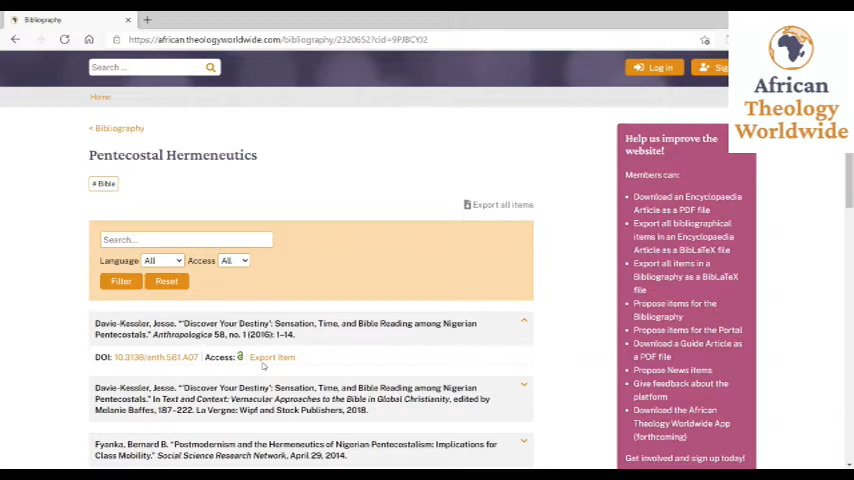 Bibliography
https://african.theologyworldwide.com/bibliography/2320652?cid=9PJBCYJ2
Search ...
Log in
Sig
African
Theology
Worldwide
Home
< Bibliography
Pentecostal Hermeneutics
# Bible
Export all items
Search...
Language All Access All
Filter Reset
Davie-Kessler, Jesse. “‘Discover Your Destiny’: Sensation, Time, and Bible Reading among Nigerian
Pentecostals.” Anthropologica 58, no. 1 (2016): 1–14.
DOI: 10.3138/anth.581.A07 Access: Export Item
Davie-Kessler, Jesse. “‘Discover Your Destiny’: Sensation, Time, and Bible Reading among Nigerian
Pentecostals.” In Text and Context: Vernacular Approaches to the Bible in Global Christianity, edited by
Melanie Baffes, 187–222. La Vergne: Wipf and Stock Publishers, 2018.
Fyanka, Bernard B. “Postmodernism and the Hermeneutics of Nigerian Pentecostalism: Implications for
Class Mobility.” Social Science Research Network, April 29, 2014.
Help us improve the
website!
Members can:
Download an Encyclopaedia
Article as a PDF file
Export all bibliographical
items in an Encyclopaedia
Article as a BibLaTeX file
Export all items in a
Bibliography as a BibLaTeX
file
Propose items for the
Bibliography
Propose items for the Portal
Download a Guide Article as
a PDF file
Propose News items
Give feedback about the
platform
Download the African
Theology Worldwide App
(forthcoming)
Get involved and sign up today!